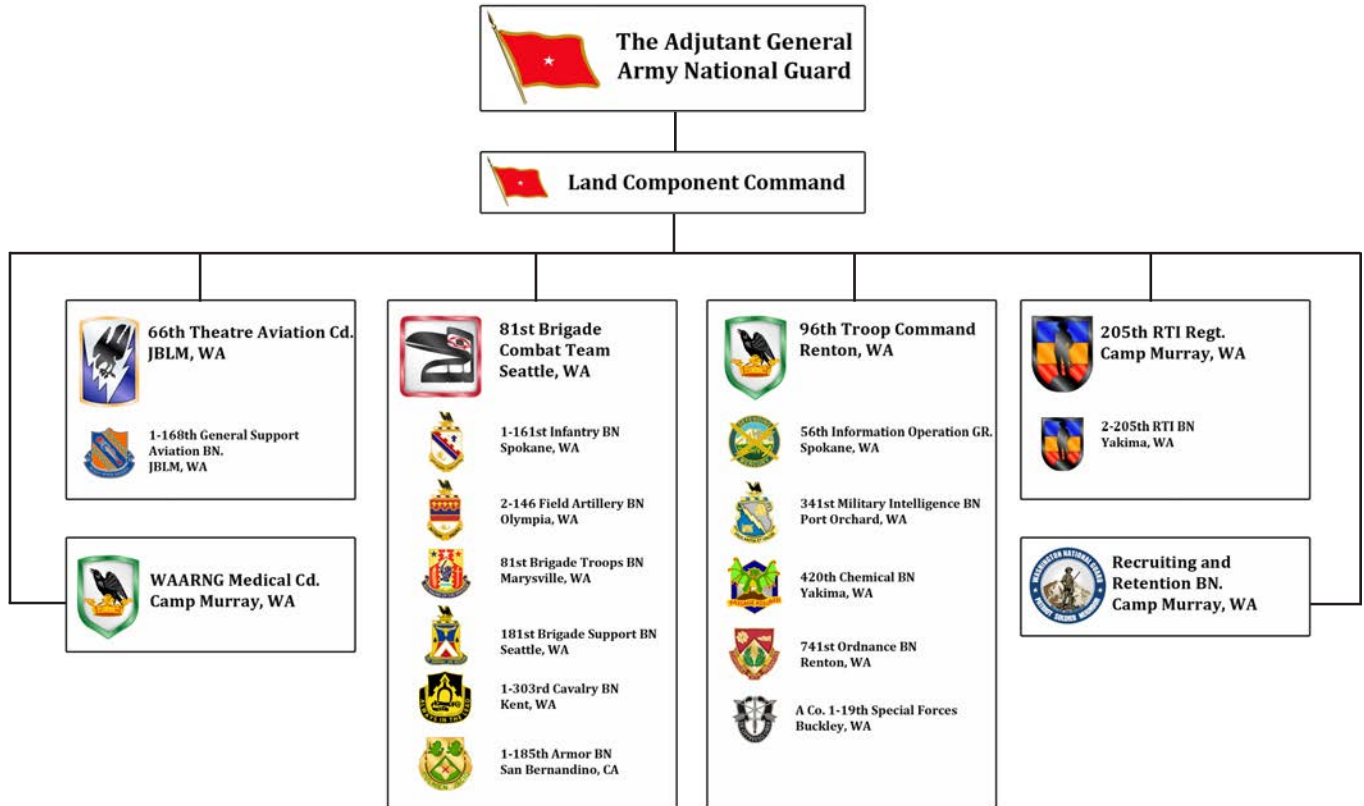 The Adjutant General
Army National Guard
Land Component Command
66th Theatre Aviation Cd.
JBLM, WA
1-168th General Support
Aviation BN.
JBLM, WA
WAARNG Medical Cd.
Camp Murray, WA
81st Brigade
Combat Team
Seattle, WA
1-161st Infantry BN
Spokane, WA
2-146 Field Artillery BN
Olympia, WA
81st Brigade Troops BN
Marysville, WA
181st Brigade Support BN
Seattle, WA
1-303rd Cavalry BN
Kent, WA
ALWAYS IN THE LEAD
1-185th Armor BN
San Bernandino, CA
96th Troop Command
Renton, WA
56th Information Operation GR.
Spokane, WA
341st Military Intelligence BN
Port Orchard, WA
420th Chemical BN
Yakima, WA
741st Ordnance BN
Renton, WA
A Co. 1-19th Special Forces
Buckley, WA
205th RTI Regt.
Camp Murray, WA
2-205th RTI BN
Yakima, WA
WASHINGTON NATIONAL GUARD
Recruiting and
Retention BN.
Camp Murray, WA